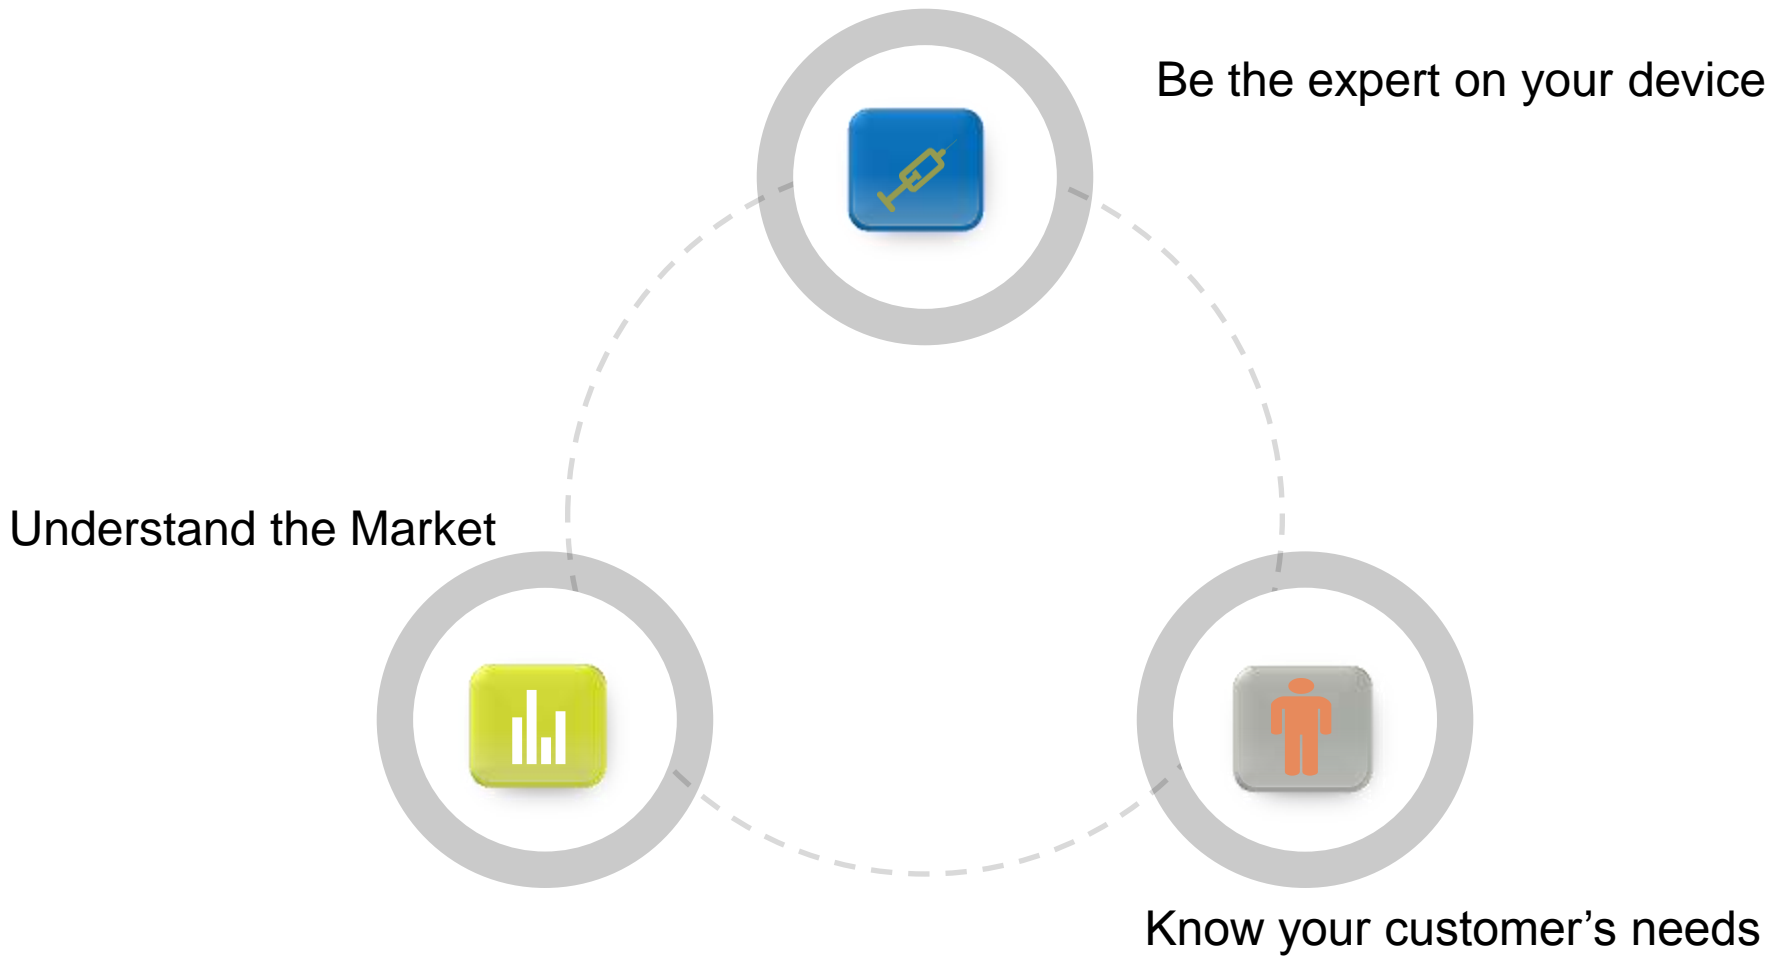 Be the expert on your device
Understand the Market
Know your customer’s needs